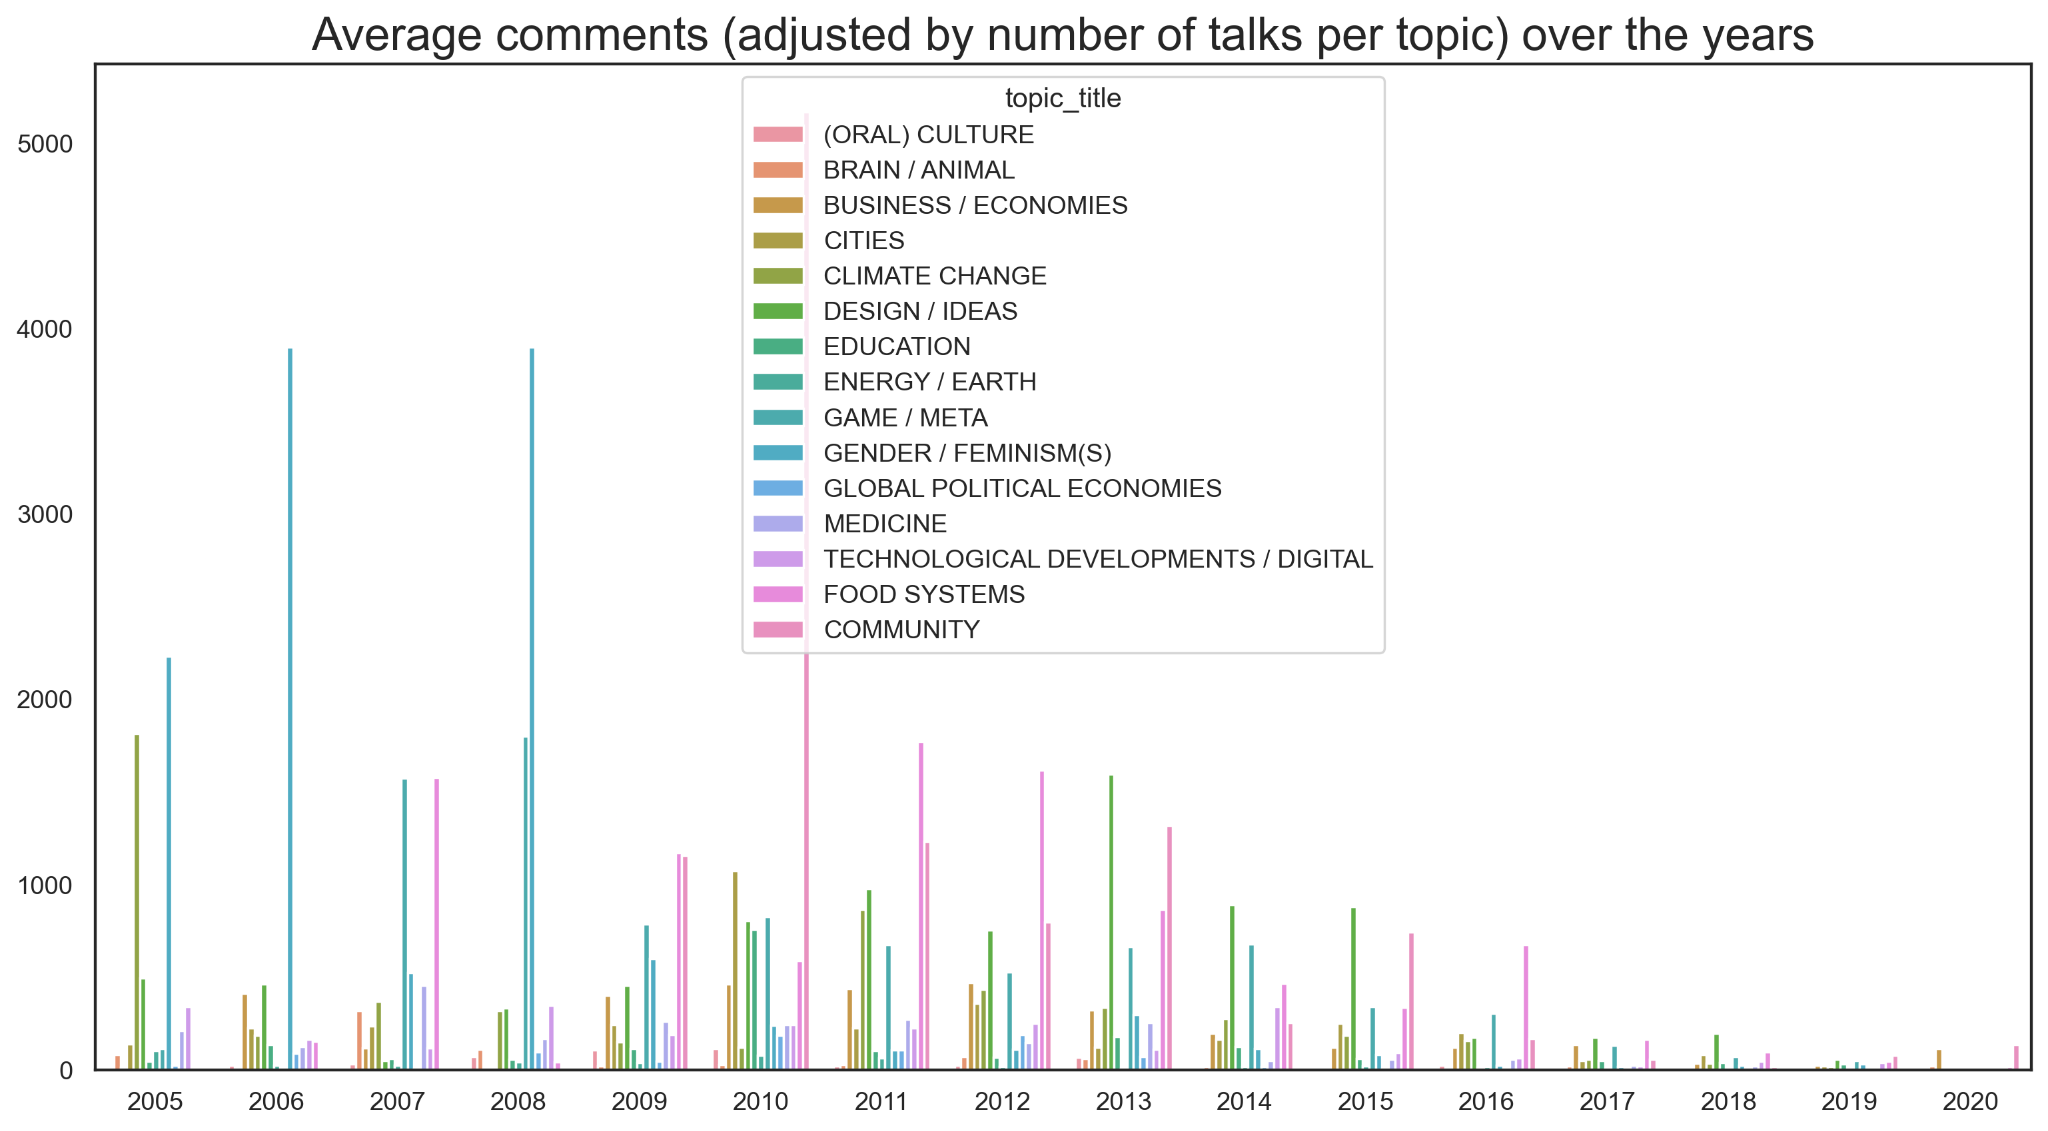 Average comments (adjusted by number of talks per topic) over the years
topic_title
(ORAL) CULTURE
BRAIN / ANIMAL
BUSINESS / ECONOMIES
CITIES
CLIMATE CHANGE
DESIGN / IDEAS
EDUCATION
ENERGY / EARTH
GAME / META
GENDER / FEMINISM(S)
GLOBAL POLITICAL ECONOMIES
MEDICINE
TECHNOLOGICAL DEVELOPMENTS / DIGITAL
FOOD SYSTEMS
COMMUNITY
5000
4000
3000
2000
1000
0
2005 2006 2007 2008 2009 2010 2011 2012 2013 2014 2015 2016 2017 2018 2019 2020